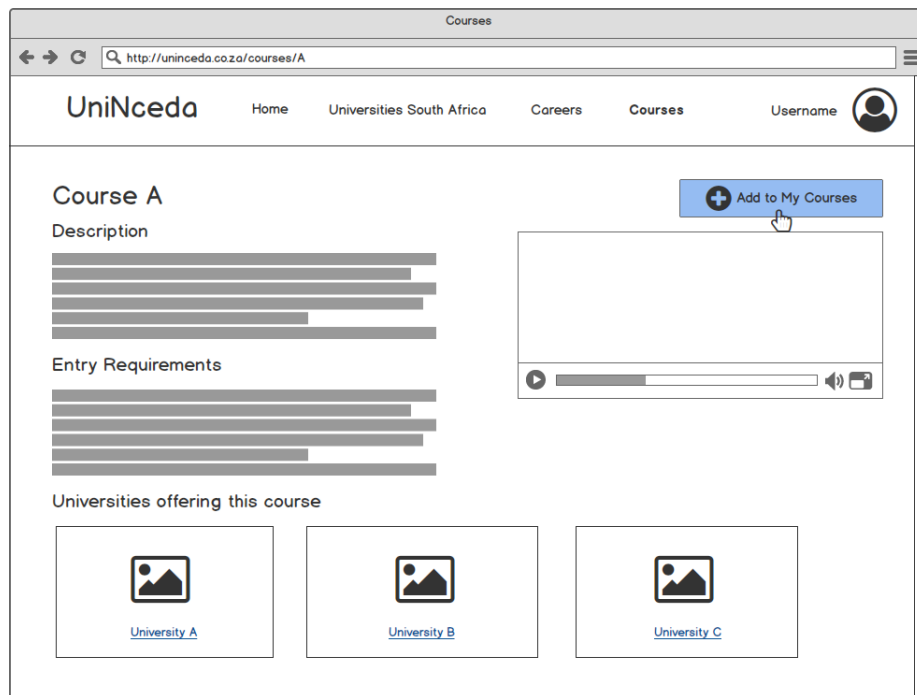 Courses
http://uninceda.co.za/courses/A
UniNceda Home Universities South Africa Careers Courses Username
Course A
Add to My Courses
Description
Entry Requirements
Universities offering this course
University A University B University C